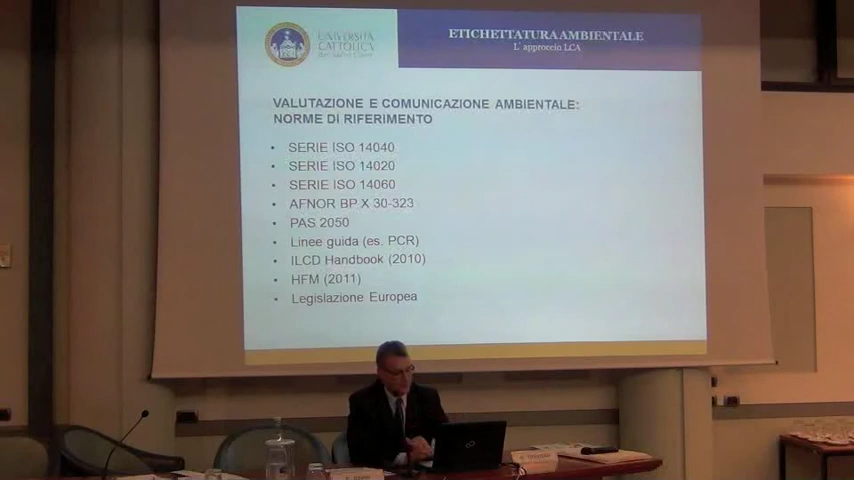 UNIVERSITÀ
CATTOLICA
del Sacro Cuore
ETICHETTATURA AMBIENTALE
L' approccio LCA
VALUTAZIONE E COMUNICAZIONE AMBIENTALE:
NORME DI RIFERIMENTO
• SERIE ISO 14040
• SERIE ISO 14020
• SERIE ISO 14060
• AFNOR BP X 30-323
• PAS 2050
• Linee guida (es. PCR)
• ILCD Handbook (2010)
• HFM (2011)
• Legislazione Europea